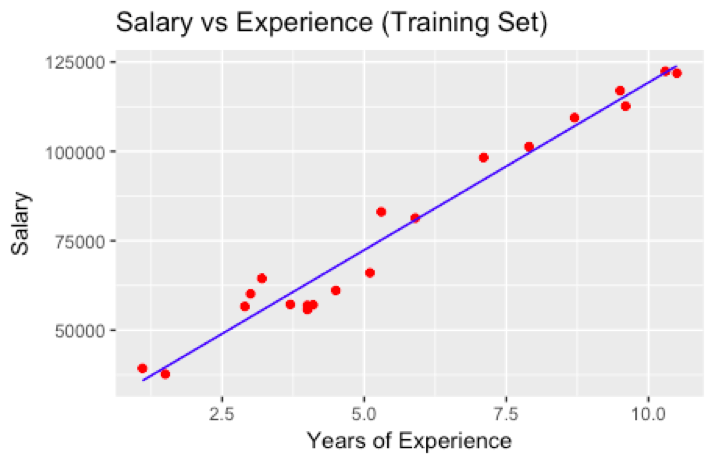 Salary vs Experience (Training Set)
125000
100000
75000
50000
Salary
2.5 5.0 7.5 10.0
Years of Experience